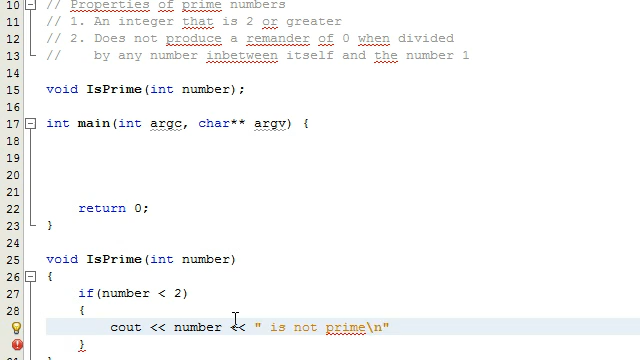 10 // Properties of prime numbers
11 // 1. An integer that is 2 or greater
12 // 2. Does not produce a remander of 0 when divided
13 //    by any number inbetween itself and the number 1
14
15 void IsPrime(int number);
16
17 int main(int argc, char** argv) {
18
19
20
21
22     return 0;
23 }
24
25 void IsPrime(int number)
26 {
27     if(number < 2)
28     {
        cout << number << " is not prime\n"
    }